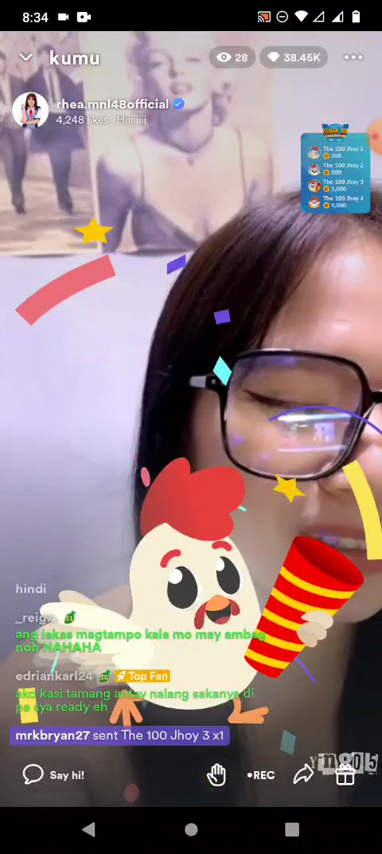 8:34
kumu
28
38.45K
rhea.mnl48official
4,248 likes · Hiiiiiiii
The 100 Jhoy 1
200
The 100 Jhoy 2
500
The 100 Jhoy 3
1,000
The 100 Jhoy 4
5,000
hindi
_reig
ang lakas magtampo kala mo may ambag
noh HAHAHA
edriankarl24 Top Fan
ako kasi tamang antay nalang sakanya di
pa sya ready eh
mrkbryan27 sent The 100 Jhoy 3 x1
Say hi!
•REC